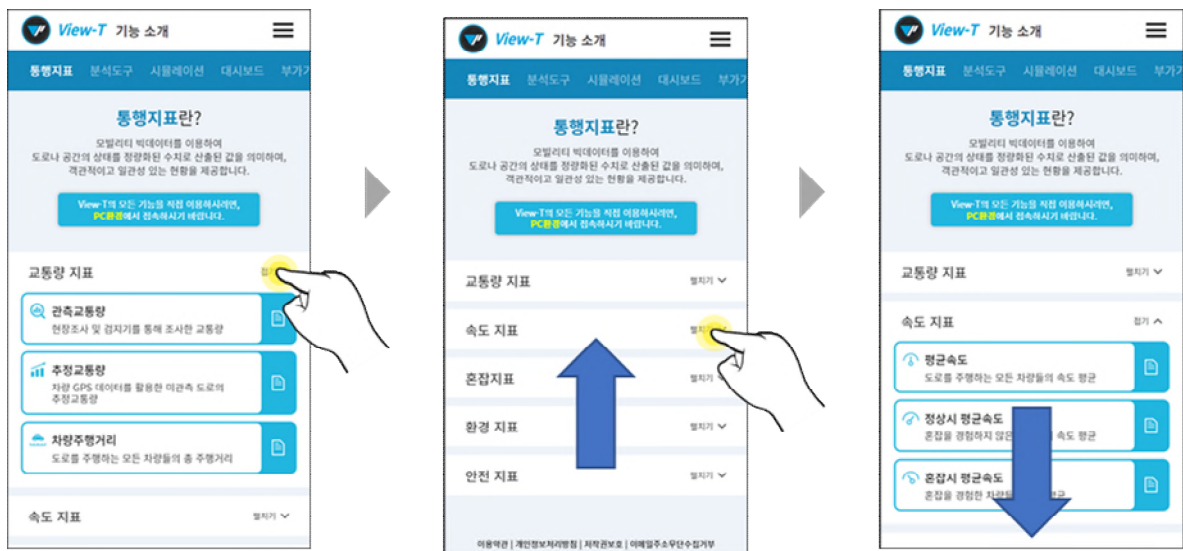 View-T 기능 소개
통행지표 분석도구 시뮬레이션 대시보드 부가기
통행지표란?
모빌리티 빅데이터를 이용하여
도로나 공간의 상태를 정량화된 수치로 산출된 값을 의미하며,
객관적이고 일관성 있는 현황을 제공합니다.
View-T의 모든 기능을 직접 이용하시려면,
PC환경에서 접속하시기 바랍니다.
교통량 지표
관측교통량
현장조사 및 검지기를 통해 조사한 교통량
추정교통량
차량 GPS 데이터를 활용한 미관측 도로의
추정교통량
차량주행거리
도로를 주행하는 모든 차량들의 총 주행거리
속도 지표 펼치기
View-T 기능 소개
통행지표 분석도구 시뮬레이션 대시보드 부가기
통행지표란?
모빌리티 빅데이터를 이용하여
도로나 공간의 상태를 정량화된 수치로 산출된 값을 의미하며,
객관적이고 일관성 있는 현황을 제공합니다.
View-T의 모든 기능을 직접 이용하시려면,
PC환경에서 접속하시기 바랍니다.
교통량 지표 펼치기
속도 지표
혼잡지표 펼치기
환경 지표 펼치기
안전 지표 펼치기
이용약관 | 개인정보처리방침 | 저작권보호 | 이메일주소무단수집거부
View-T 기능 소개
통행지표 분석도구 시뮬레이션 대시보드 부가
통행지표란?
모빌리티 빅데이터를 이용하여
도로나 공간의 상태를 정량화된 수치로 산출된 값을 의미하며,
객관적이고 일관성 있는 현황을 제공합니다.
View-T의 모든 기능을 직접 이용하시려면,
PC환경에서 접속하시기 바랍니다.
교통량 지표 펼치기
속도 지표 접기
평균속도
도로를 주행하는 모든 차량들의 속도 평균
정상시 평균속도
혼잡을 경험하지 않은 속도 평균
혼잡시 평균속도
혼잡을 경험한 차량